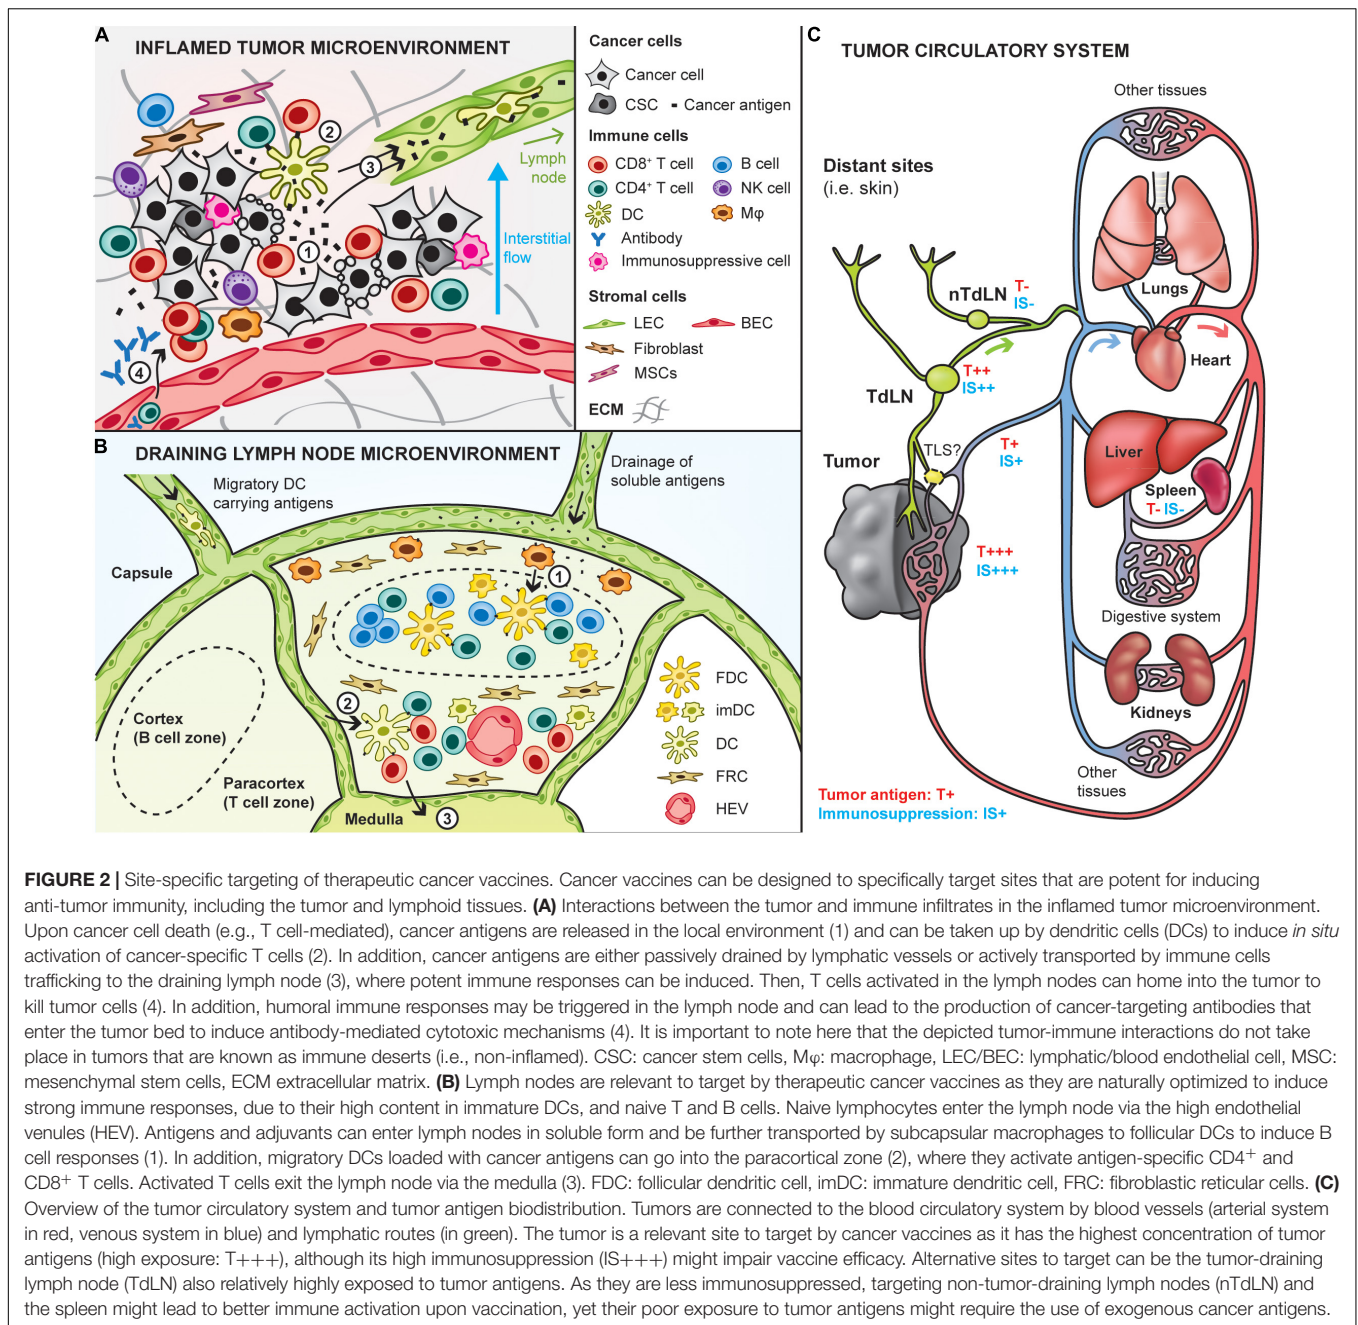 A
INFLAMED TUMOR MICROENVIRONMENT
2
3
1
4
Lymph
node
Interstitial
flow
Cancer cells
Cancer cell
CSC
Cancer antigen
Immune cells
CD8⁺ T cell
B cell
CD4⁺ T cell
NK cell
DC
Mφ
Antibody
Immunosuppressive cell
Stromal cells
LEC
BEC
Fibroblast
MSCs
ECM
B
DRAINING LYMPH NODE MICROENVIRONMENT
Migratory DC
carrying antigens
Drainage of
soluble antigens
Capsule
1
2
Cortex
(B cell zone)
Paracortex
(T cell zone)
Medulla
3
FDC
imDC
DC
FRC
HEV
C
TUMOR CIRCULATORY SYSTEM
Other tissues
Distant sites
(i.e. skin)
Lungs
nTdLN
T-
IS-
Heart
TdLN
T++
IS++
TLS?
T+
IS+
Liver
Tumor
Spleen
T- IS-
T+++
IS+++
Digestive system
Kidneys
Other
tissues
Tumor antigen: T+
Immunosuppression: IS+
FIGURE 2 | Site-specific targeting of therapeutic cancer vaccines. Cancer vaccines can be designed to specifically target sites that are potent for inducing
anti-tumor immunity, including the tumor and lymphoid tissues. (A) Interactions between the tumor and immune infiltrates in the inflamed tumor microenvironment.
Upon cancer cell death (e.g., T cell-mediated), cancer antigens are released in the local environment (1) and can be taken up by dendritic cells (DCs) to induce in situ
activation of cancer-specific T cells (2). In addition, cancer antigens are either passively drained by lymphatic vessels or actively transported by immune cells
trafficking to the draining lymph node (3), where potent immune responses can be induced. Then, T cells activated in the lymph nodes can home into the tumor to
kill tumor cells (4). In addition, humoral immune responses may be triggered in the lymph node and can lead to the production of cancer-targeting antibodies that
enter the tumor bed to induce antibody-mediated cytotoxic mechanisms (4). It is important to note here that the depicted tumor-immune interactions do not take
place in tumors that are known as immune deserts (i.e., non-inflamed). CSC: cancer stem cells, Mφ: macrophage, LEC/BEC: lymphatic/blood endothelial cell, MSC:
mesenchymal stem cells, ECM extracellular matrix. (B) Lymph nodes are relevant to target by therapeutic cancer vaccines as they are naturally optimized to induce
strong immune responses, due to their high content in immature DCs, and naive T and B cells. Naive lymphocytes enter the lymph node via the high endothelial
venules (HEV). Antigens and adjuvants can enter lymph nodes in soluble form and be further transported by subcapsular macrophages to follicular DCs to induce B
cell responses (1). In addition, migratory DCs loaded with cancer antigens can go into the paracortical zone (2), where they activate antigen-specific CD4⁺ and
CD8⁺ T cells. Activated T cells exit the lymph node via the medulla (3). FDC: follicular dendritic cell, imDC: immature dendritic cell, FRC: fibroblastic reticular cells. (C)
Overview of the tumor circulatory system and tumor antigen biodistribution. Tumors are connected to the blood circulatory system by blood vessels (arterial system
in red, venous system in blue) and lymphatic routes (in green). The tumor is a relevant site to target by cancer vaccines as it has the highest concentration of tumor
antigens (high exposure: T+++), although its high immunosuppression (IS+++) might impair vaccine efficacy. Alternative sites to target can be the tumor-draining
lymph node (TdLN) also relatively highly exposed to tumor antigens. As they are less immunosuppressed, targeting non-tumor-draining lymph nodes (nTdLN) and
the spleen might lead to better immune activation upon vaccination, yet their poor exposure to tumor antigens might require the use of exogenous cancer antigens.